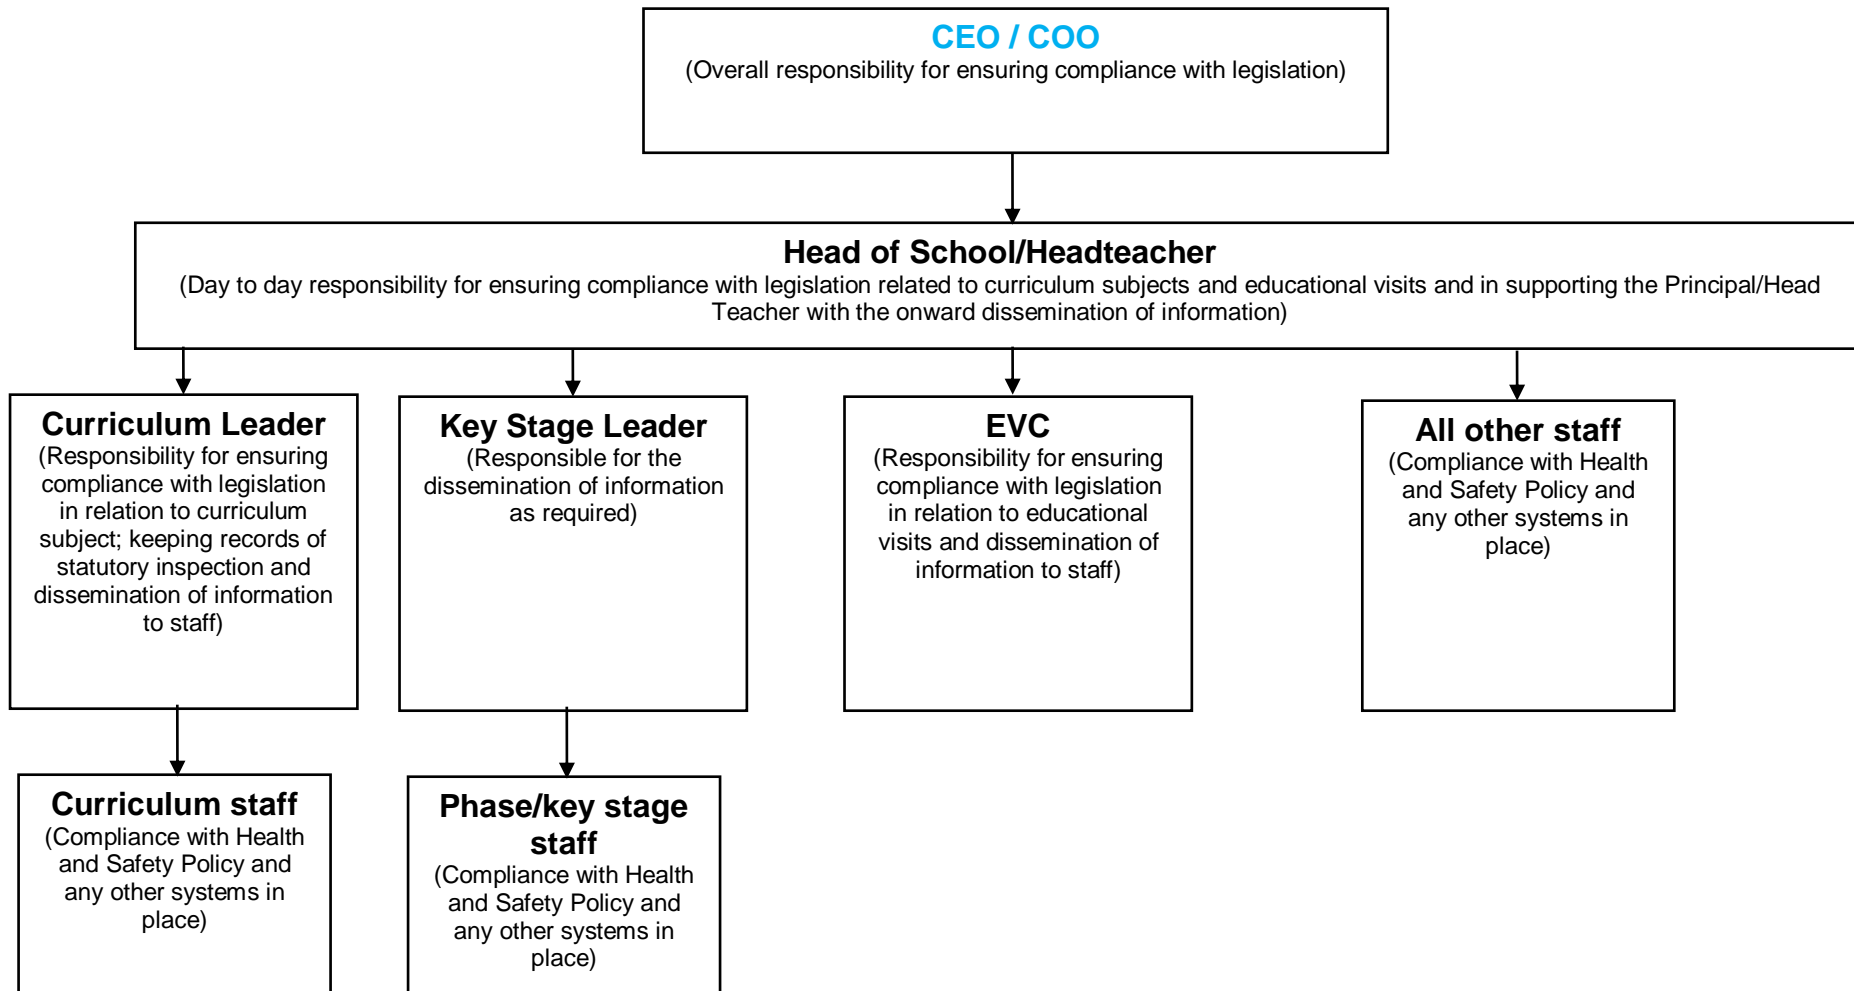 CEO / COO
(Overall responsibility for ensuring compliance with legislation)
Head of School/Headteacher
(Day to day responsibility for ensuring compliance with legislation related to curriculum subjects and educational visits and in supporting the Principal/Head
Teacher with the onward dissemination of information)
Curriculum Leader
(Responsibility for ensuring
compliance with legislation
in relation to curriculum
subject; keeping records of
statutory inspection and
dissemination of information
to staff)
Key Stage Leader
(Responsible for the
dissemination of information
as required)
EVC
(Responsibility for ensuring
compliance with legislation
in relation to educational
visits and dissemination of
information to staff)
All other staff
(Compliance with Health
and Safety Policy and
any other systems in
place)
Curriculum staff
(Compliance with Health
and Safety Policy and
any other systems in
place)
Phase/key stage
staff
(Compliance with Health
and Safety Policy and
any other systems in
place)